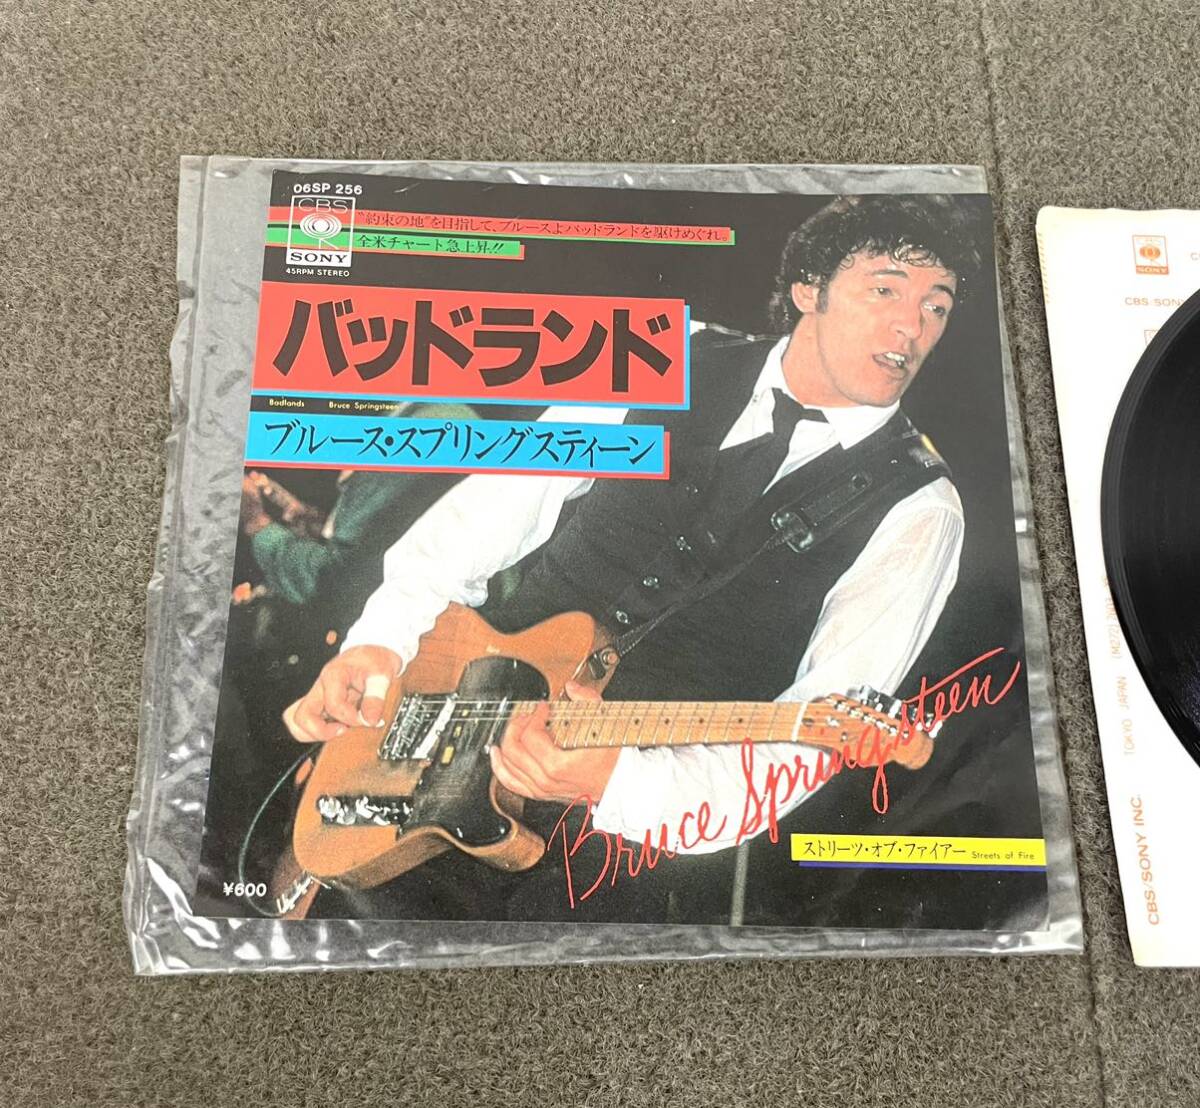 06SP 256
CBS
SONY
45RPM STEREO
"約束の地"を目指して、ブルースよバッドランドを駆けめぐれ。
全米チャート急上昇!!
バッドランド
Badlands Bruce Springsteen
ブルース・スプリングスティーン
Bruce Springsteen
ストリーツ・オブ・ファイアー Streets of Fire
¥600
SONY
CBS/SONY
CBS/SONY INC.
TOKYO JAPAN